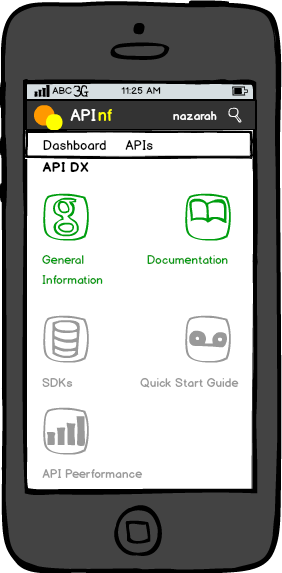 ABC 3G 11:25 AM
APInf nazarah
Dashboard APIs
API DX
General
Information
Documentation
SDKs
Quick Start Guide
API Peerformance